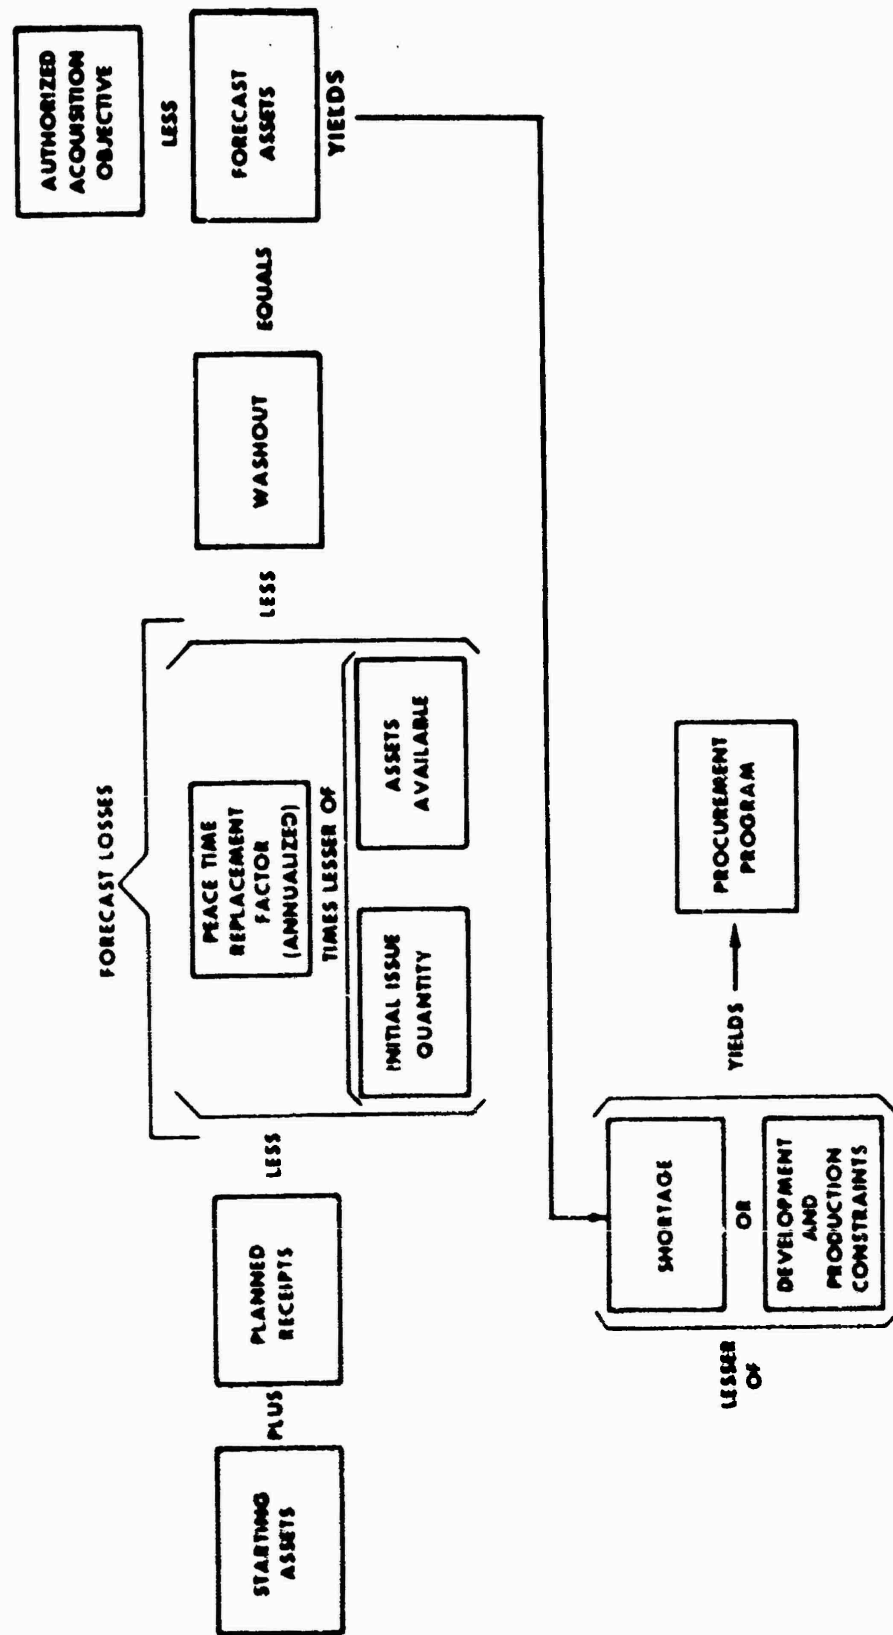 AUTHORIZED
ACQUISITION
OBJECTIVE
LESS
FORECAST LOSSES
STARTING
ASSETS
PLUS
PLANNED
RECEIPTS
LESS
PEACE TIME
REPLACEMENT
FACTOR
(ANNUALIZED)
TIMES LESSER OF
INITIAL ISSUE
QUANTITY
ASSETS
AVAILABLE
LESS
WASHOUT
EQUALS
FORECAST
ASSETS
YIELDS
LESSER
OF
SHORTAGE
OR
DEVELOPMENT
AND
PRODUCTION
CONSTRAINTS
YIELDS
PROCUREMENT
PROGRAM